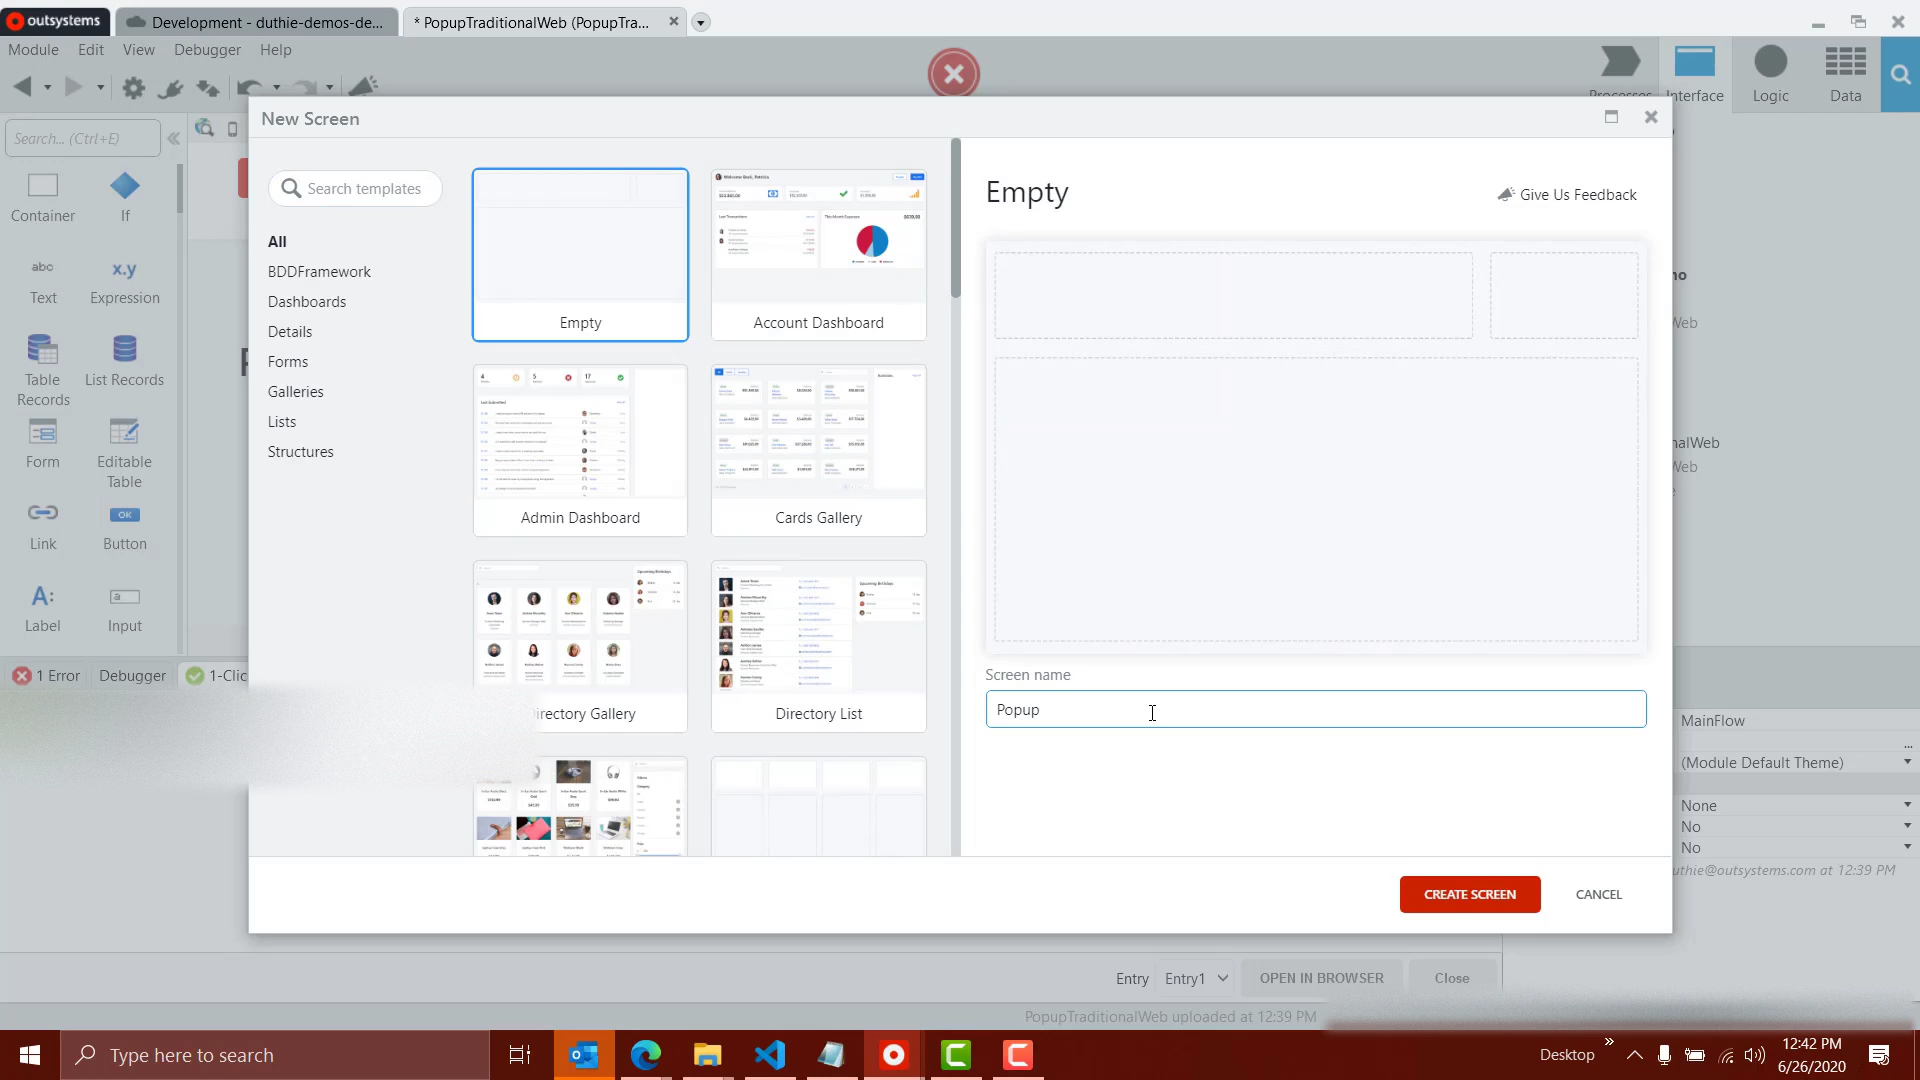 outsystems
Development - duthie-demos-de...
* PopupTraditionalWeb (PopupTra...
Module Edit View Debugger Help
Processes
Interface
Logic
Data
Search... (Ctrl+E)
Container
If
abc
Text
x.y
Expression
Table Records
List Records
Form
Editable Table
Link
OK
Button
Label
Input
New Screen
Search templates
All
BDDFramework
Dashboards
Details
Forms
Galleries
Lists
Structures
Empty
Account Dashboard
Admin Dashboard
Cards Gallery
irectory Gallery
Directory List
Empty
Give Us Feedback
Screen name
Popup
CREATE SCREEN
CANCEL
no
Web
nalWeb
Web
1 Error
Debugger
1-Clic
MainFlow
...
(Module Default Theme)
None
No
No
uthie@outsystems.com at 12:39 PM
Entry
Entry1
OPEN IN BROWSER
Close
PopupTraditionalWeb uploaded at 12:39 PM
Type here to search
Desktop
12:42 PM
6/26/2020